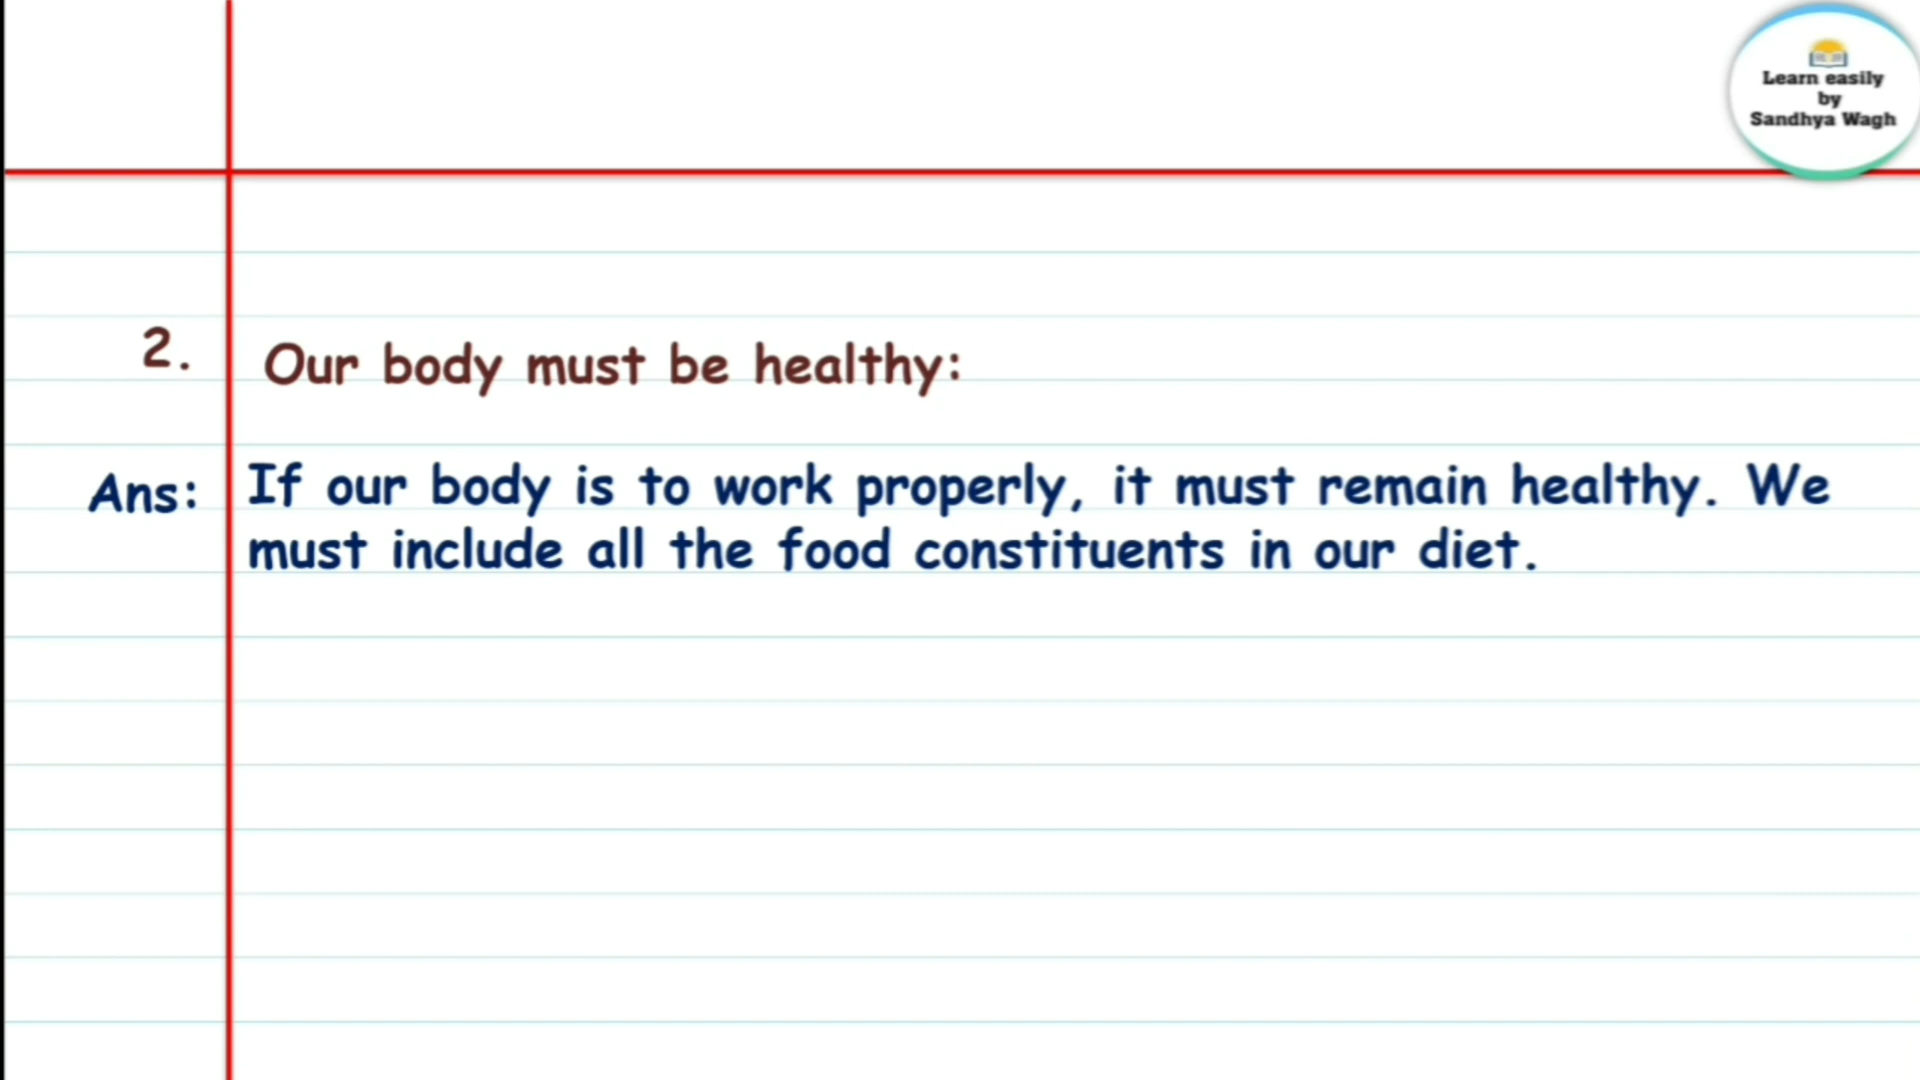 Learn easily
by
Sandhya Wagh
2. Our body must be healthy:
Ans: If our body is to work properly, it must remain healthy. We
must include all the food constituents in our diet.